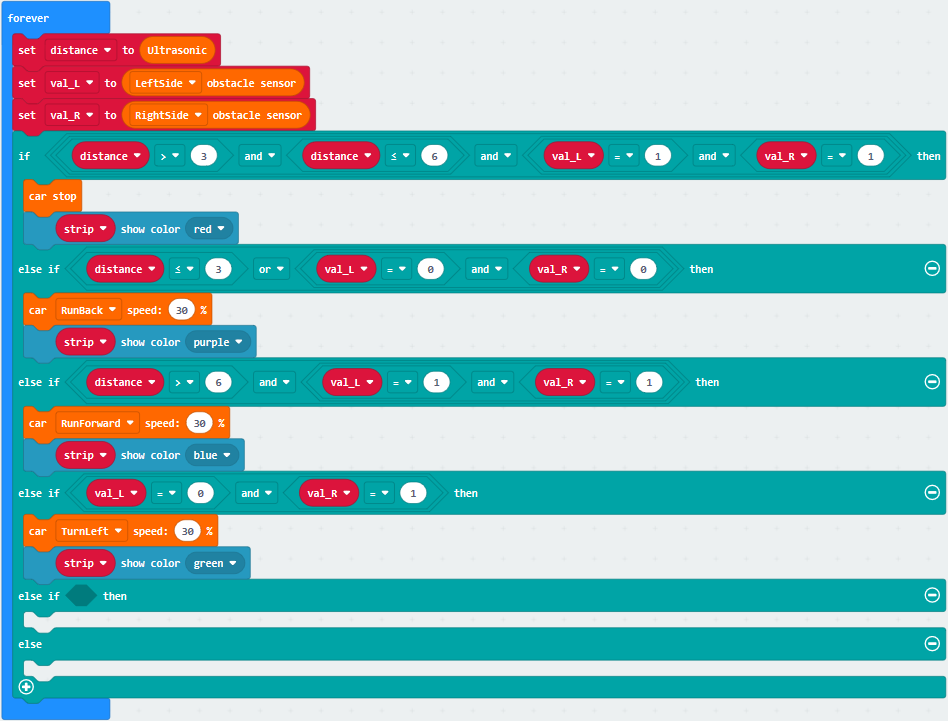 forever
set distance to Ultrasonic
set val_L to LeftSide obstacle sensor
set val_R to RightSide obstacle sensor
if distance > 3 and distance ≤ 6 and val_L = 1 and val_R = 1 then
car stop
strip show color red
else if distance ≤ 3 or val_L = 0 and val_R = 0 then
car RunBack speed: 30 %
strip show color purple
else if distance > 6 and val_L = 1 and val_R = 1 then
car RunForward speed: 30 %
strip show color blue
else if val_L = 0 and val_R = 1 then
car TurnLeft speed: 30 %
strip show color green
else if then
else